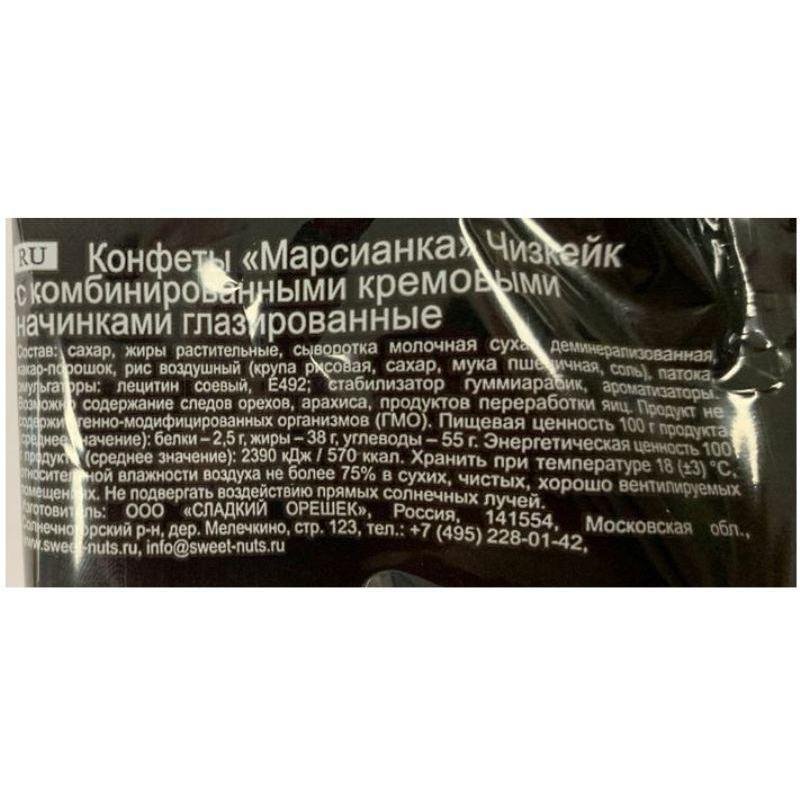 RU Конфеты «Марсианка» Чизкейк
с комбинированными кремовыми
начинками глазированные
Состав: сахар, жиры растительные, сыворотка молочная сухая деминерализованная,
какао-порошок, рис воздушный (крупа рисовая, сахар, мука пшеничная, соль), патока,
эмульгаторы: лецитин соевый, Е492; стабилизатор гуммиарабик, ароматизаторы.
Возможно содержание следов орехов, арахиса, продуктов переработки яиц. Продукт не
содержит генно-модифицированных организмов (ГМО). Пищевая ценность 100 г продукта
(среднее значение): белки – 2,5 г, жиры – 38 г, углеводы – 55 г. Энергетическая ценность 100
г продукта (среднее значение): 2390 кДж / 570 ккал. Хранить при температуре 18 (±3) °С,
относительной влажности воздуха не более 75% в сухих, чистых, хорошо вентилируемых
помещениях. Не подвергать воздействию прямых солнечных лучей.
Изготовитель: ООО «СЛАДКИЙ ОРЕШЕК», Россия, 141554, Московская обл.,
Солнечногорский р-н, дер. Мелечкино, стр. 123, тел.: +7 (495) 228-01-42,
www.sweet-nuts.ru, info@sweet-nuts.ru